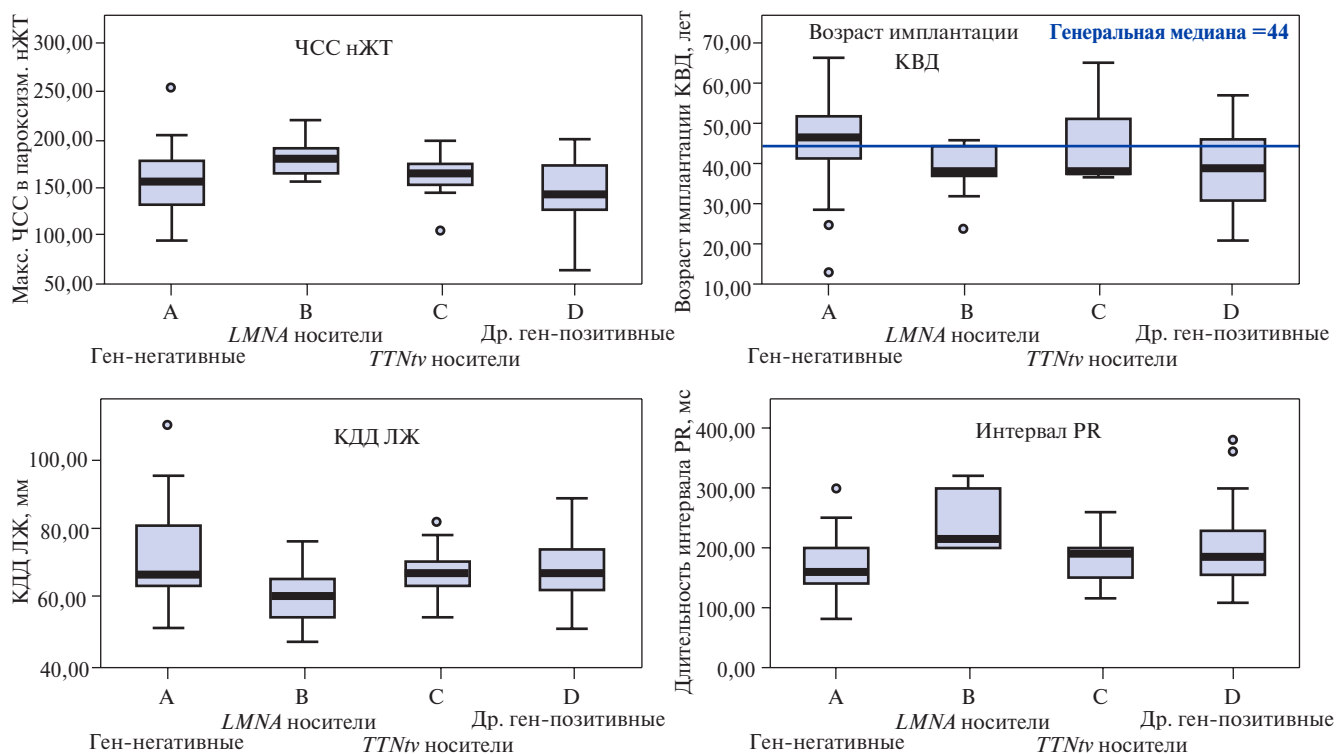 Макс. ЧСС в пароксизм. нЖТ
ЧСС нЖТ
300,00
250,00
200,00
150,00
100,00
50,00
A
B
C
D
LMNA носители
Др. ген-позитивные
Ген-негативные
TTNtv носители
Возраст имплантации КВД, лет
Возраст имплантации
КВД
Генеральная медиана =44
70,00
60,00
50,00
40,00
30,00
20,00
10,00
A
B
C
D
LMNA носители
Др. ген-позитивные
Ген-негативные
TTNtv носители
КДД ЛЖ, мм
КДД ЛЖ
100,00
80,00
60,00
40,00
A
B
C
D
LMNA носители
Др. ген-позитивные
Ген-негативные
TTNtv носители
Длительность интервала PR, мс
Интервал PR
400,00
300,00
200,00
100,00
0,00
A
B
C
D
LMNA носители
Др. ген-позитивные
Ген-негативные
TTNtv носители